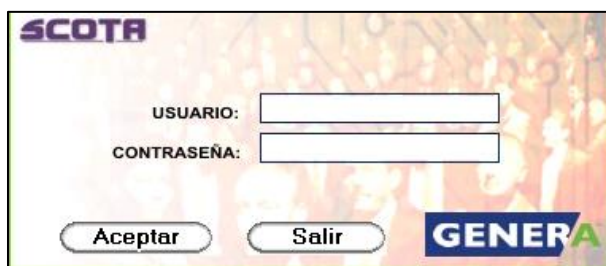 SCOTA
USUARIO:
CONTRASEÑA:
Aceptar
Salir
GENERA